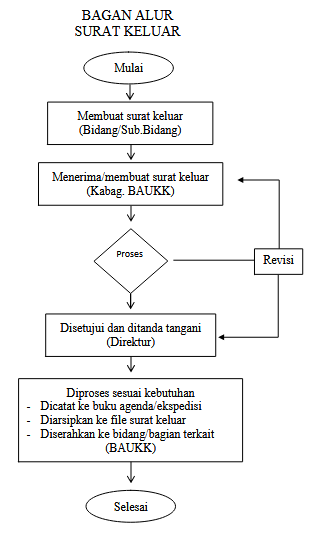 BAGAN ALUR
SURAT KELUAR
Mulai
Membuat surat keluar
(Bidang/Sub.Bidang)
Menerima/membuat surat keluar
(Kabag. BAUKK)
Proses
Revisi
Disetujui dan ditanda tangani
(Direktur)
Diproses sesuai kebutuhan
- Dicatat ke buku agenda/ekspedisi
- Diarsipkan ke file surat keluar
- Diserahkan ke bidang/bagian terkait
(BAUKK)
Selesai